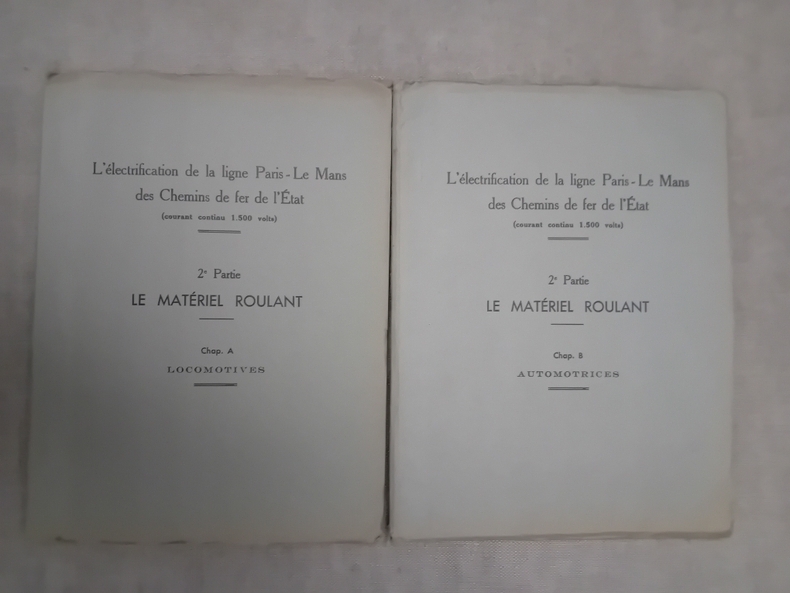 L'électrification de la ligne Paris-Le Mans
des Chemins de fer de l'État
(courant continu 1.500 volts)
2e Partie
LE MATÉRIEL ROULANT
Chap. A
LOCOMOTIVES
L'électrification de la ligne Paris-Le Mans
des Chemins de fer de l'État
(courant continu 1.500 volts)
2e Partie
LE MATÉRIEL ROULANT
Chap. B
AUTOMOTRICES